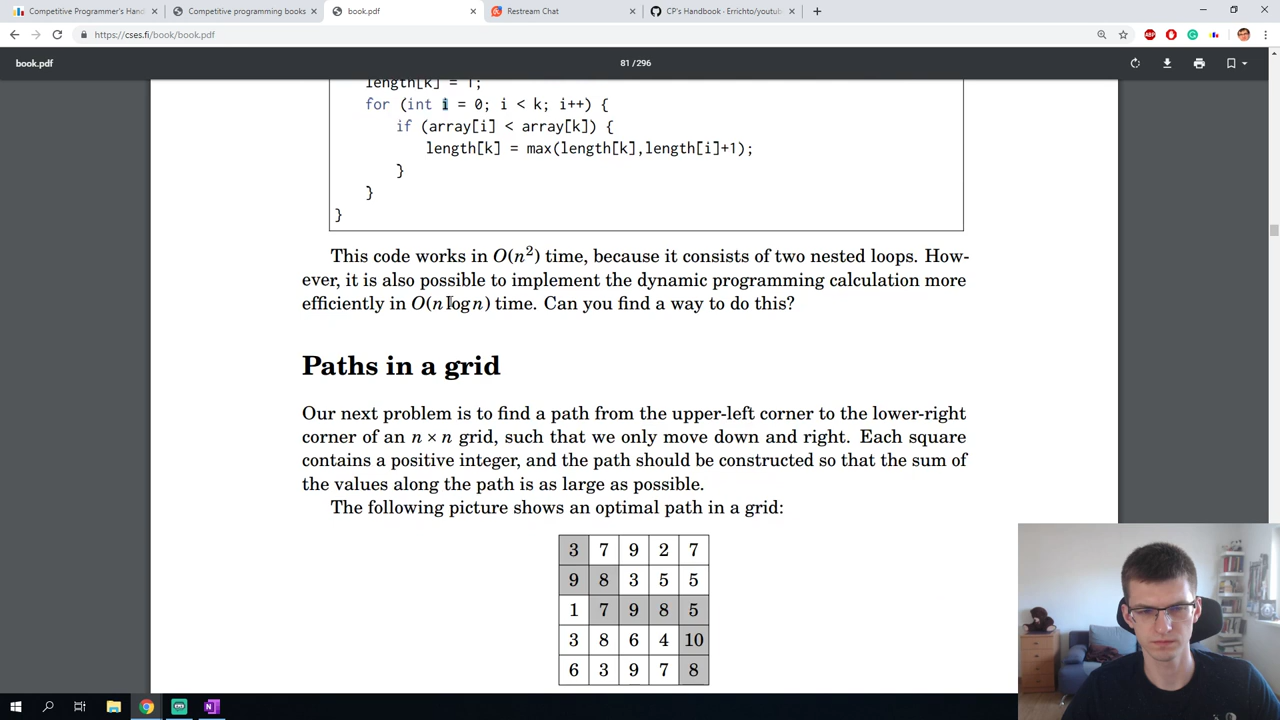 Competitive Programmer's Hand
Competitive programming books
book.pdf
Restream Chat
CP's Handbook · Errichto/youtub
https://cses.fi/book/book.pdf
book.pdf
81 / 296
length[k] = 1;
for (int i = 0; i < k; i++) {
if (array[i] < array[k]) {
length[k] = max(length[k],length[i]+1);
}
}
}
This code works in O(n²) time, because it consists of two nested loops. How-
ever, it is also possible to implement the dynamic programming calculation more
efficiently in O(n log n) time. Can you find a way to do this?
Paths in a grid
Our next problem is to find a path from the upper-left corner to the lower-right
corner of an n × n grid, such that we only move down and right. Each square
contains a positive integer, and the path should be constructed so that the sum of
the values along the path is as large as possible.
The following picture shows an optimal path in a grid:
3 7 9 2 7
9 8 3 5 5
1 7 9 8 5
3 8 6 4 10
6 3 9 7 8